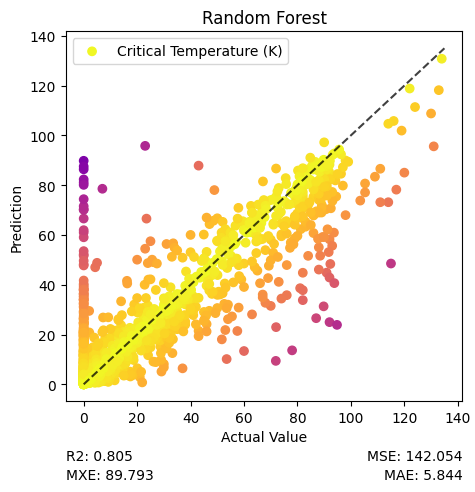 Random Forest
Critical Temperature (K)
140
120
100
80
60
40
20
0
Prediction
0 20 40 60 80 100 120 140
Actual Value
R2: 0.805 MSE: 142.054
MXE: 89.793 MAE: 5.844